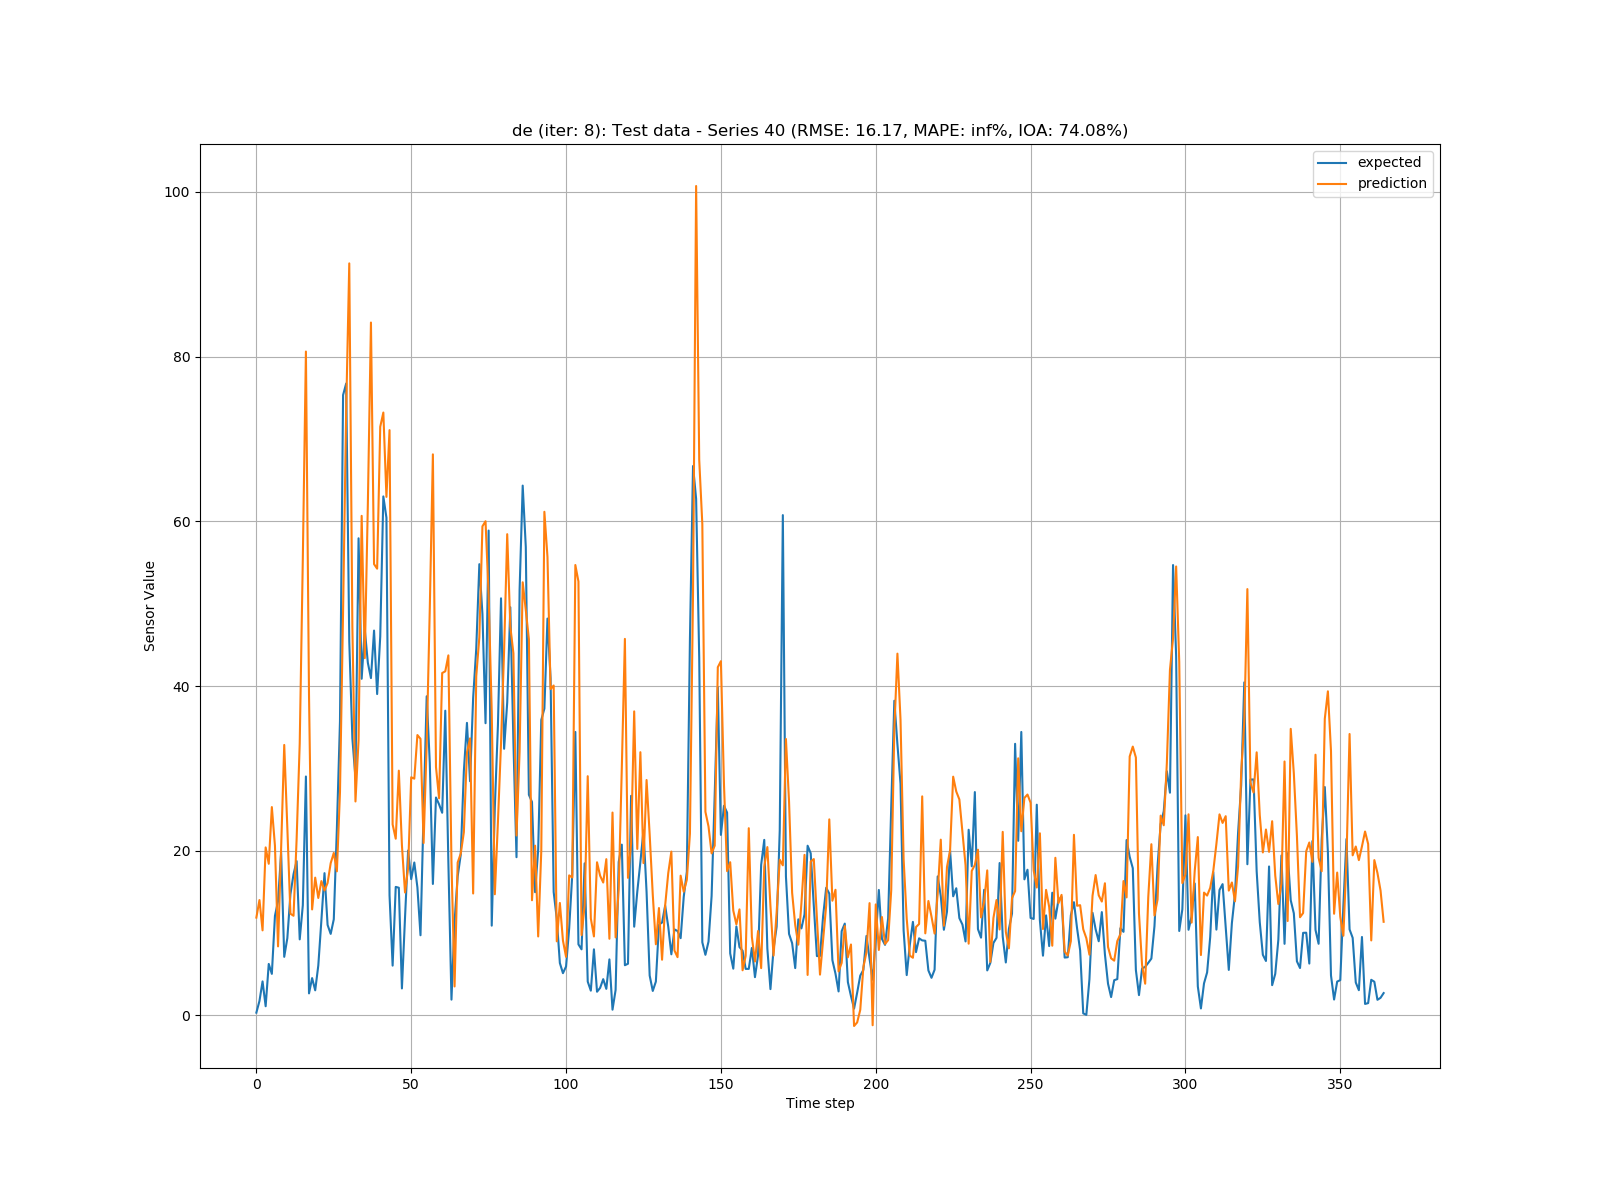 de (iter: 8): Test data - Series 40 (RMSE: 16.17, MAPE: inf%, IOA: 74.08%)
expected
prediction
100
80
60
40
20
0
Sensor Value
0 50 100 150 200 250 300 350
Time step